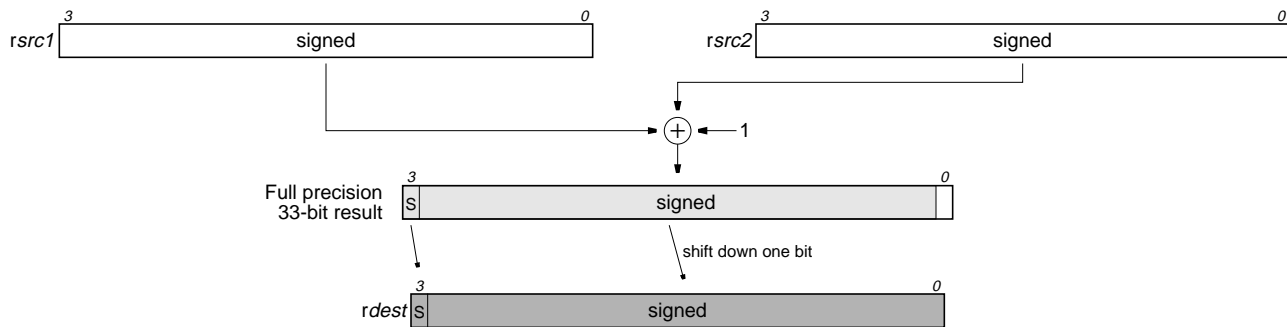 3 0 3 0
rsrc1 signed rsrc2 signed
1
3 0
Full precision
33-bit result
S signed
shift down one bit
3 0
rdest S signed